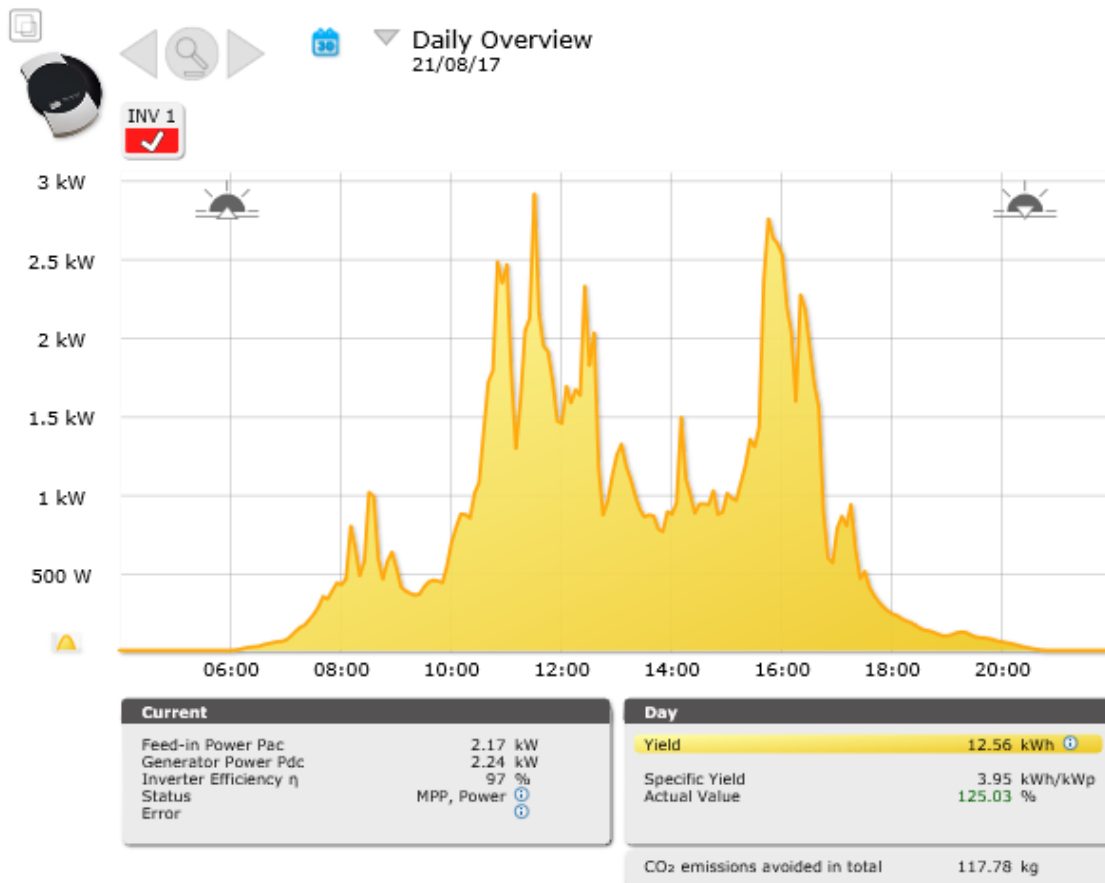 Daily Overview
21/08/17
INV 1
3 kW
2.5 kW
2 kW
1.5 kW
1 kW
500 W
06:00 08:00 10:00 12:00 14:00 16:00 18:00 20:00
Current
Feed-in Power Pac 2.17 kW
Generator Power Pdc 2.24 kW
Inverter Efficiency η 97 %
Status MPP, Power
Error
Day
Yield 12.56 kWh
Specific Yield 3.95 kWh/kWp
Actual Value 125.03 %
CO₂ emissions avoided in total 117.78 kg